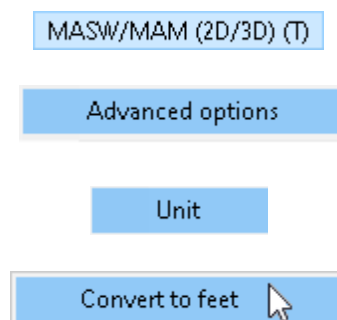 MASW/MAM (2D/3D) (T)
Advanced options
Unit
Convert to feet